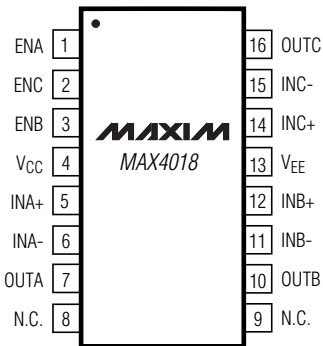 ENA 1 16 OUTC
ENC 2 15 INC-
ENB 3 14 INC+
MAXIM
VCC 4 MAX4018 13 VEE
INA+ 5 12 INB+
INA- 6 11 INB-
OUTA 7 10 OUTB
N.C. 8 9 N.C.